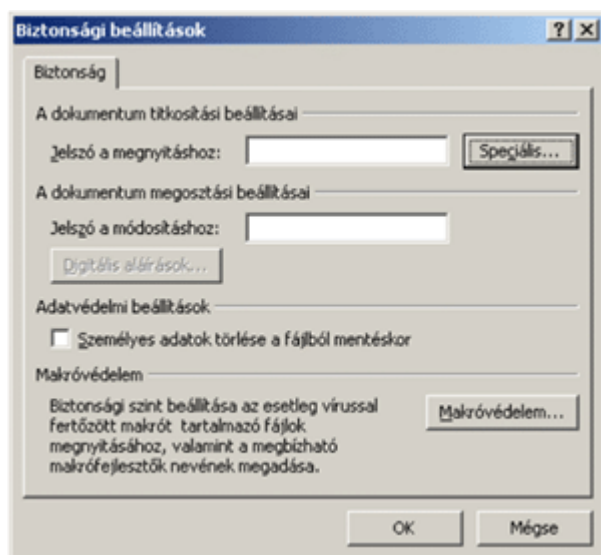 Biztonsági beállítások
Biztonság
A dokumentum titkosítási beállításai
Jelszó a megnyitáshoz:
Speciális...
A dokumentum megosztási beállításai
Jelszó a módosításhoz:
Digitális aláírások...
Adatvédelmi beállítások
Személyes adatok törlése a fájlból mentéskor
Makróvédelem
Biztonsági szint beállítása az esetleg vírussal
fertőzött makrót tartalmazó fájlok
megnyitásához, valamint a megbízható
makrófejlesztők nevének megadása.
Makróvédelem...
OK
Mégse